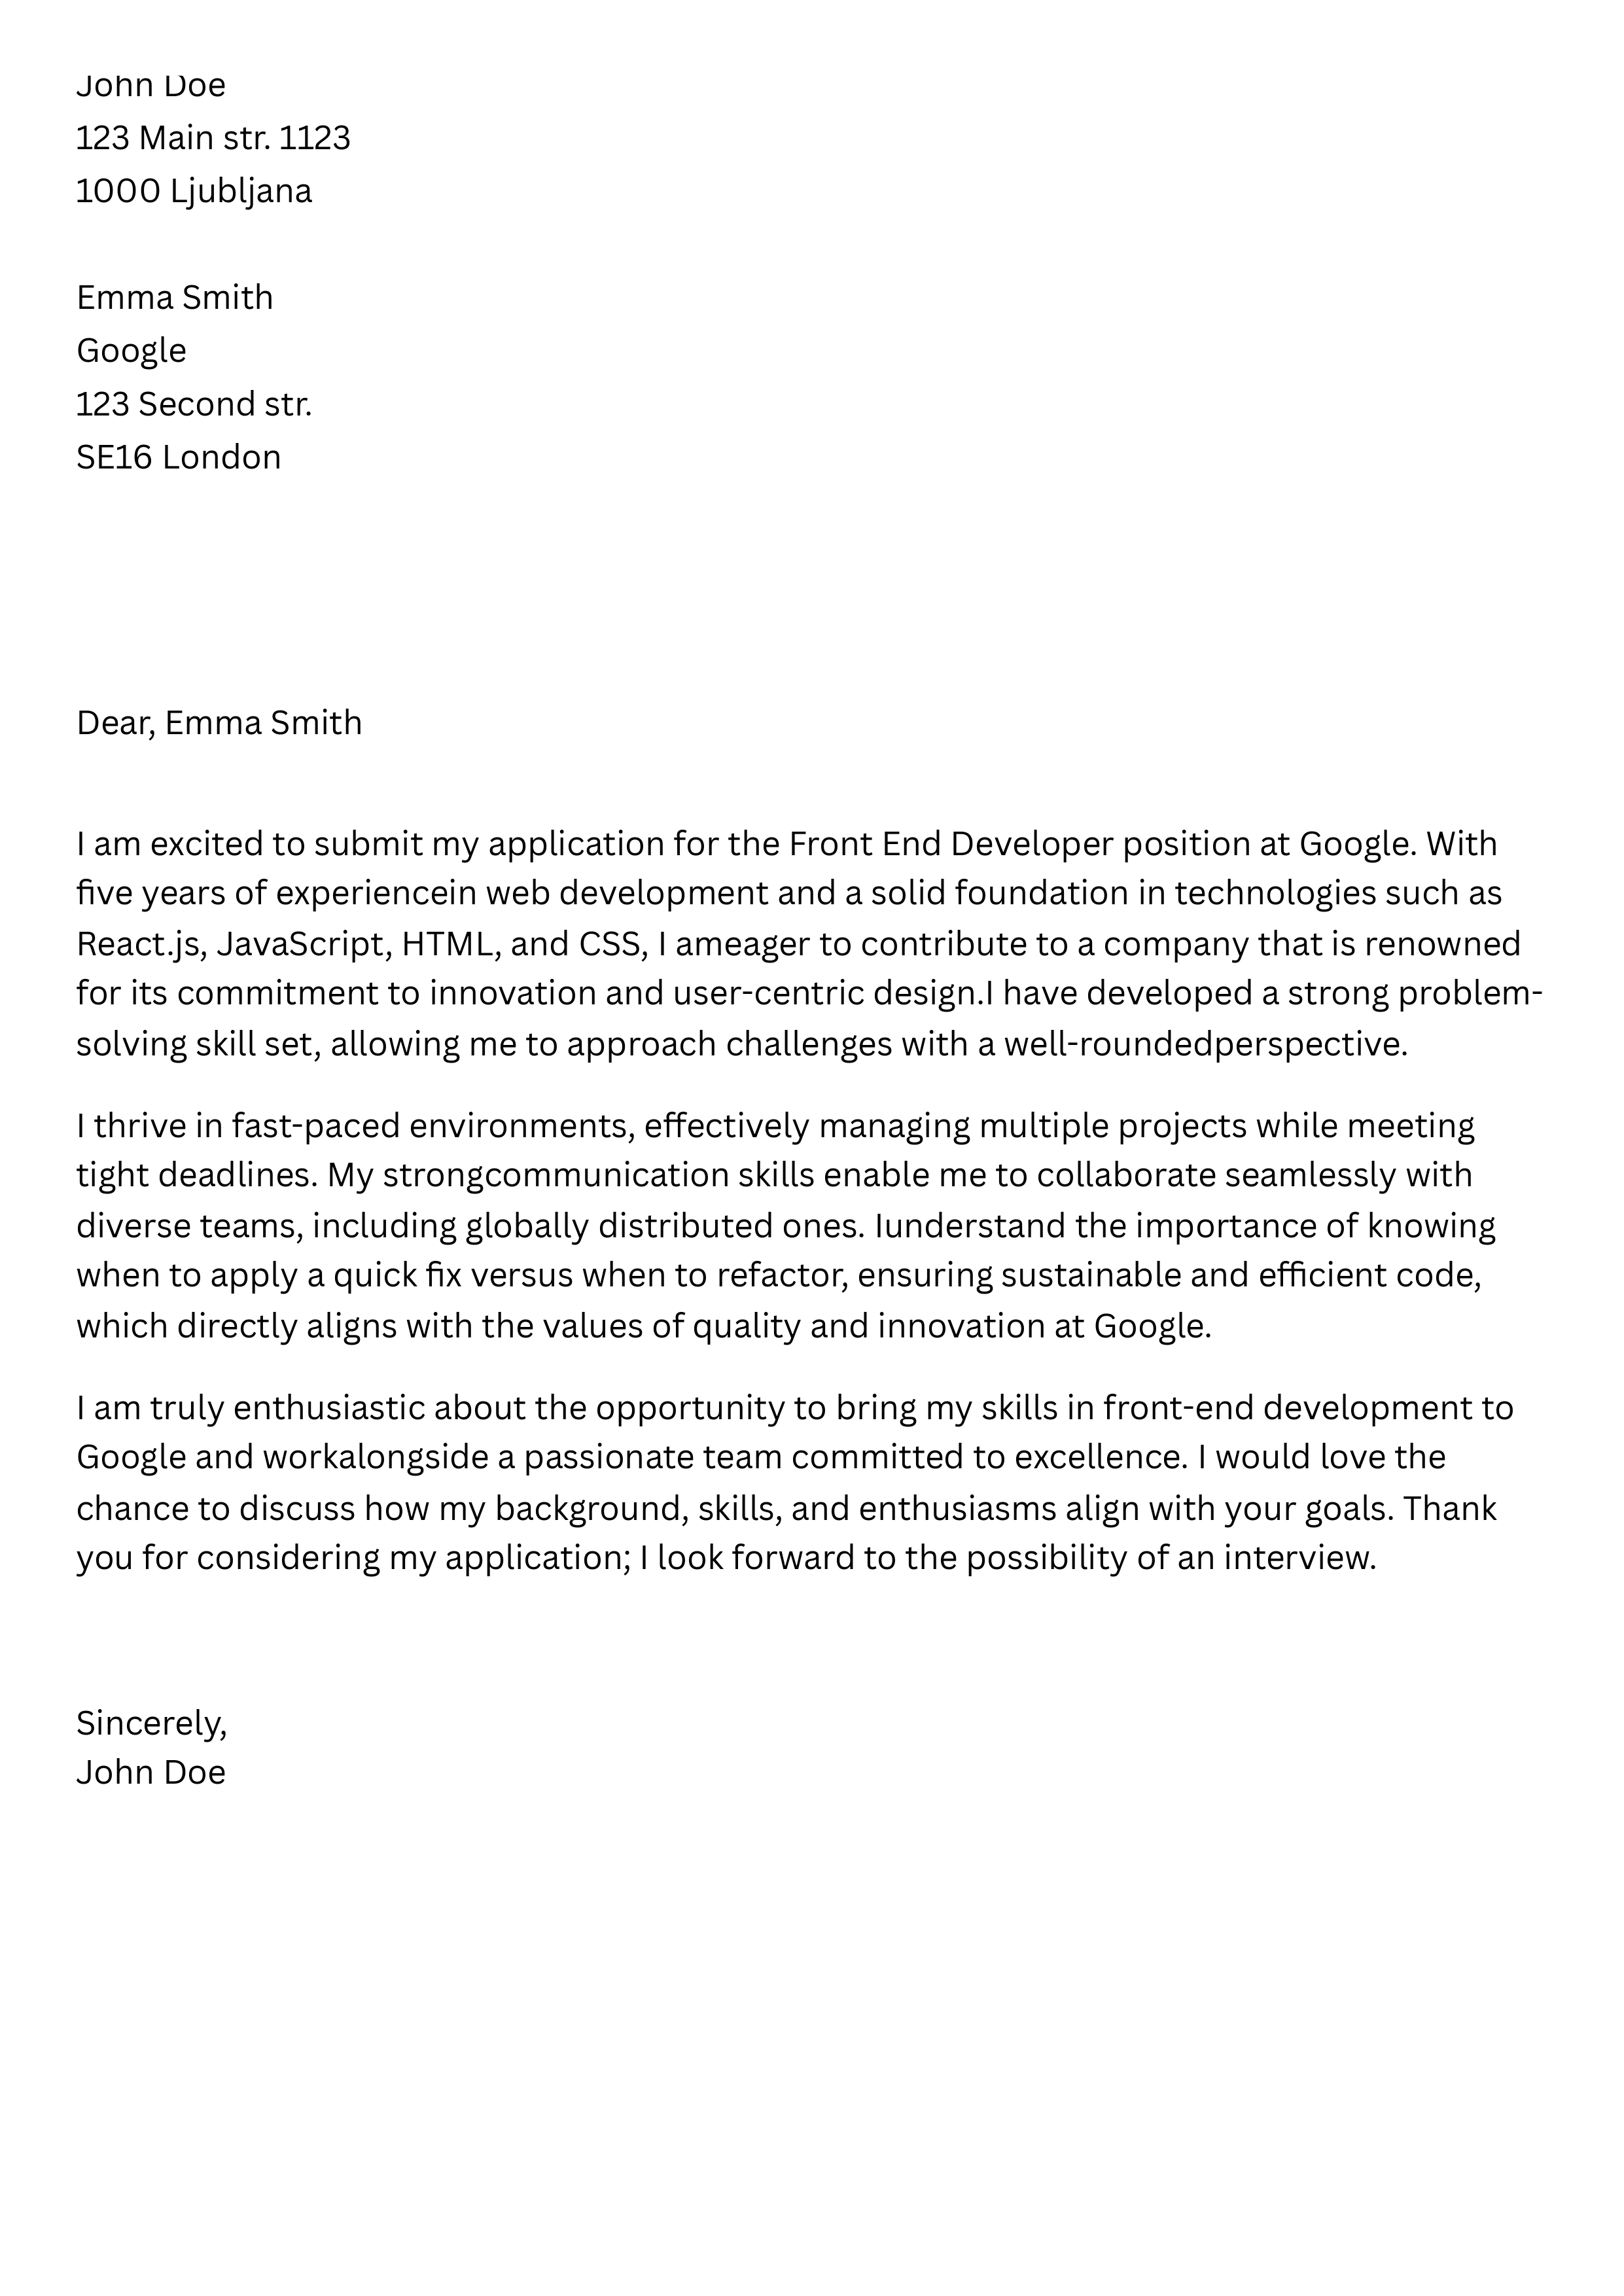 John Doe
123 Main str. 1123
1000 Ljubljana
Emma Smith
Google
123 Second str.
SE16 London
Dear, Emma Smith
I am excited to submit my application for the Front End Developer position at Google. With
five years of experiencein web development and a solid foundation in technologies such as
React.js, JavaScript, HTML, and CSS, I ameager to contribute to a company that is renowned
for its commitment to innovation and user-centric design.I have developed a strong problem-
solving skill set, allowing me to approach challenges with a well-roundedperspective.
I thrive in fast-paced environments, effectively managing multiple projects while meeting
tight deadlines. My strongcommunication skills enable me to collaborate seamlessly with
diverse teams, including globally distributed ones. Iunderstand the importance of knowing
when to apply a quick fix versus when to refactor, ensuring sustainable and efficient code,
which directly aligns with the values of quality and innovation at Google.
I am truly enthusiastic about the opportunity to bring my skills in front-end development to
Google and workalongside a passionate team committed to excellence. I would love the
chance to discuss how my background, skills, and enthusiasms align with your goals. Thank
you for considering my application; I look forward to the possibility of an interview.
Sincerely,
John Doe